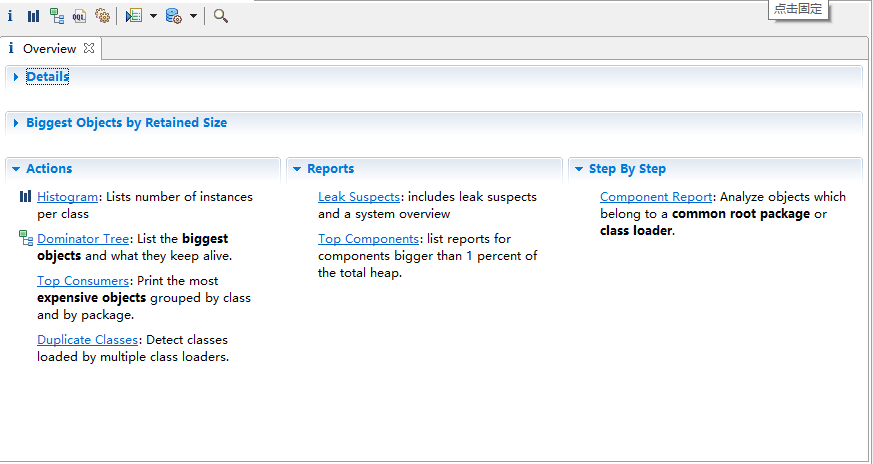 点击固定
i OQL
i Overview
Details
Biggest Objects by Retained Size
Actions
Histogram: Lists number of instances
per class
Dominator Tree: List the biggest
objects and what they keep alive.
Top Consumers: Print the most
expensive objects grouped by class
and by package.
Duplicate Classes: Detect classes
loaded by multiple class loaders.
Reports
Leak Suspects: includes leak suspects
and a system overview
Top Components: list reports for
components bigger than 1 percent of
the total heap.
Step By Step
Component Report: Analyze objects which
belong to a common root package or
class loader.